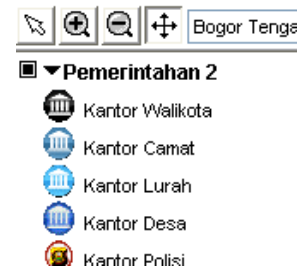 Bogor Tenga
Pemerintahan 2
Kantor Walikota
Kantor Camat
Kantor Lurah
Kantor Desa
Kantor Polisi